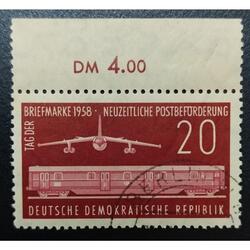 DM 4.00
TAG DER
BRIEFMARKE 1958 · NEUZEITLICHE POSTBEFÖRDERUNG
20
DEUTSCHE DEMOKRATISCHE REPUBLIK